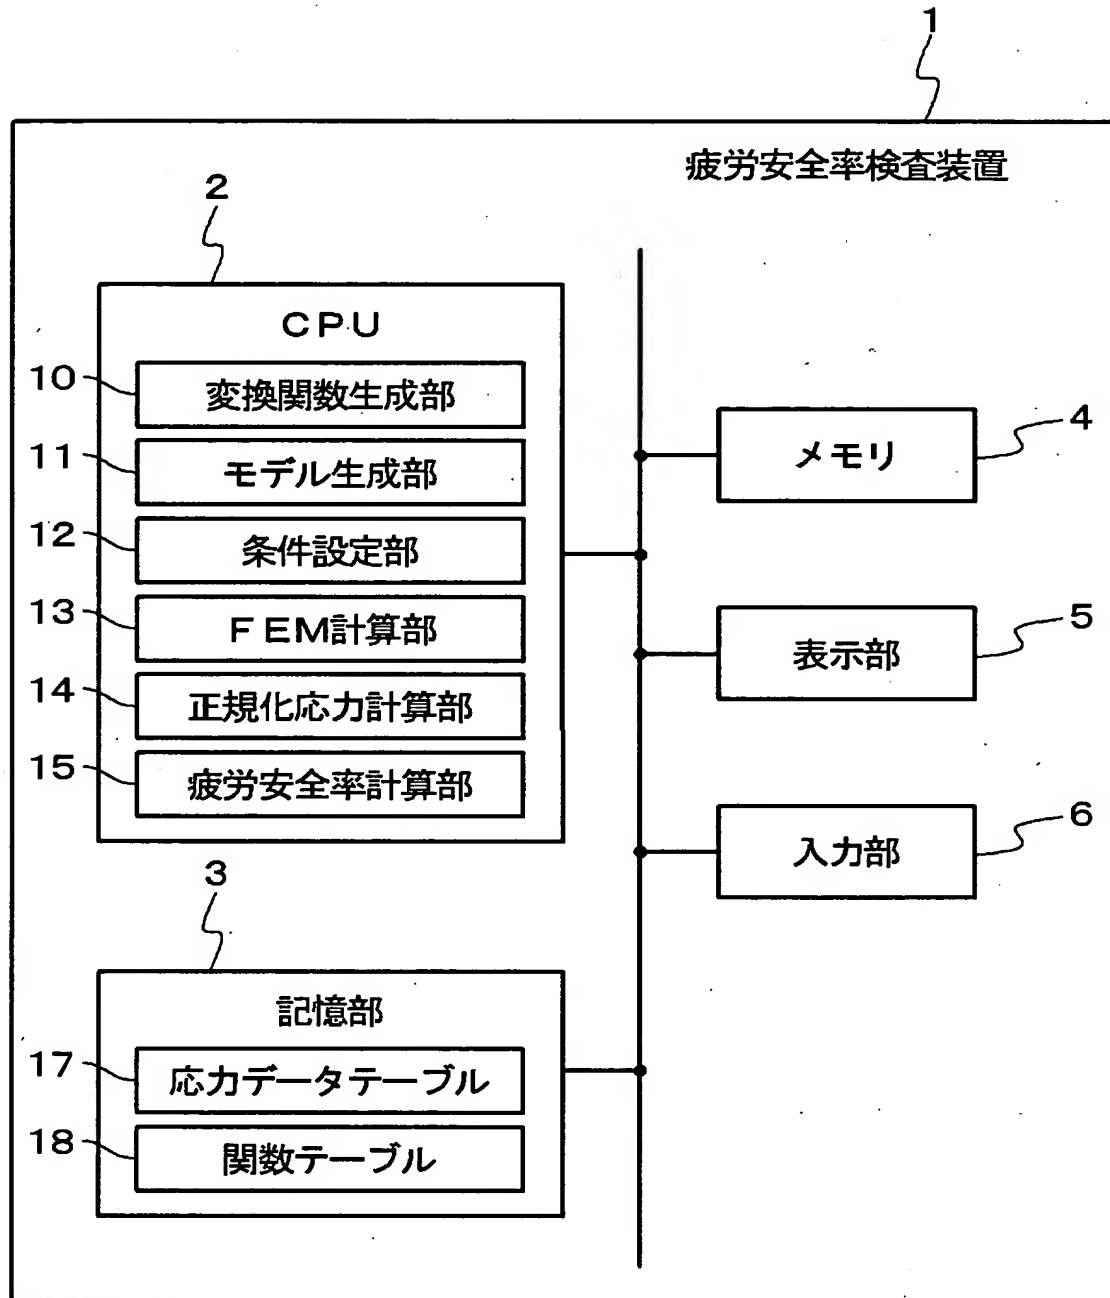 1
疲労安全率検査装置
2
CPU
10 変換関数生成部
11 モデル生成部
12 条件設定部
13 FEM計算部
14 正規化応力計算部
15 疲労安全率計算部
3
記憶部
17 応力データテーブル
18 関数テーブル
メモリ 4
表示部 5
入力部 6